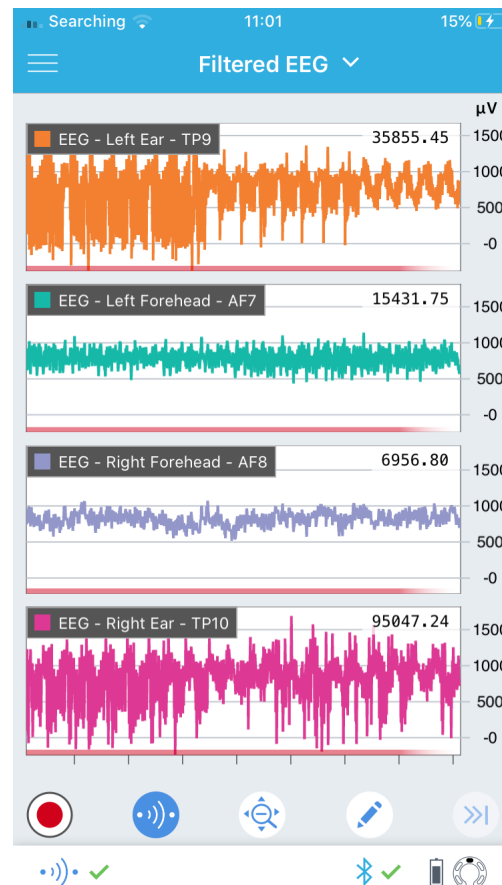 Searching 11:01 15%
Filtered EEG
μV
EEG - Left Ear - TP9 35855.45
1500
1000
500
-0
EEG - Left Forehead - AF7 15431.75
1500
1000
500
-0
EEG - Right Forehead - AF8 6956.80
1500
1000
500
-0
EEG - Right Ear - TP10 95047.24
1500
1000
500
-0